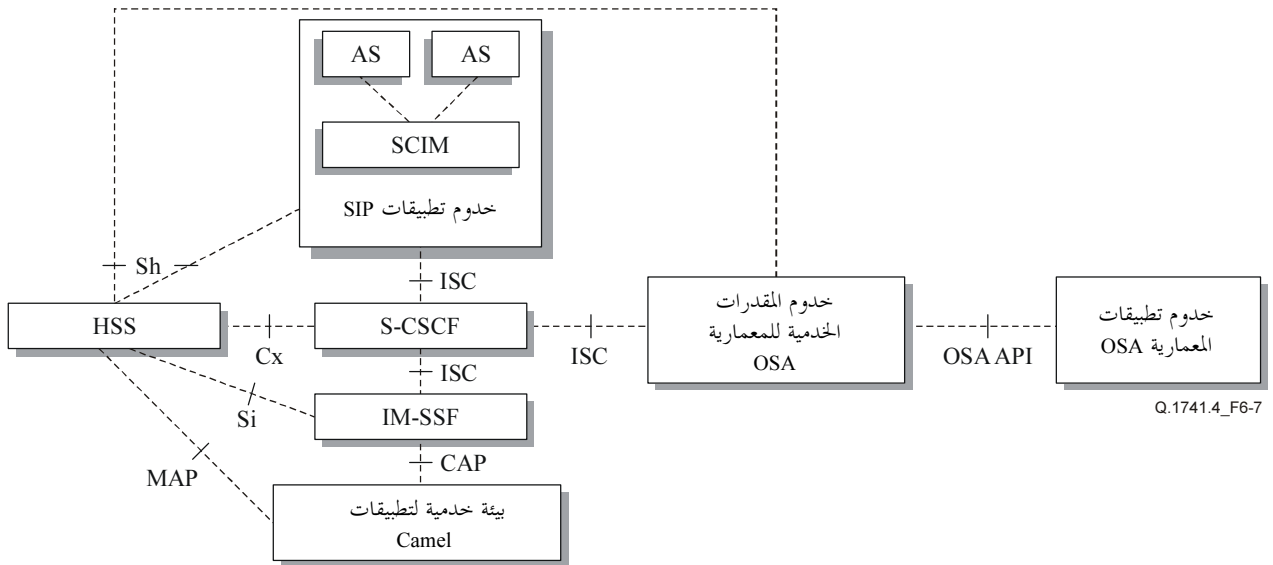 AS
AS
SCIM
خدوم تطبيقات SIP
Sh
ISC
HSS
Cx
S-CSCF
ISC
خدوم المقدرات
الخدمية للمعمارية
OSA
OSA API
خدوم تطبيقات
المعمارية OSA
ISC
Si
IM-SSF
Q.1741.4_F6-7
MAP
CAP
بيئة خدمية لتطبيقات
Camel